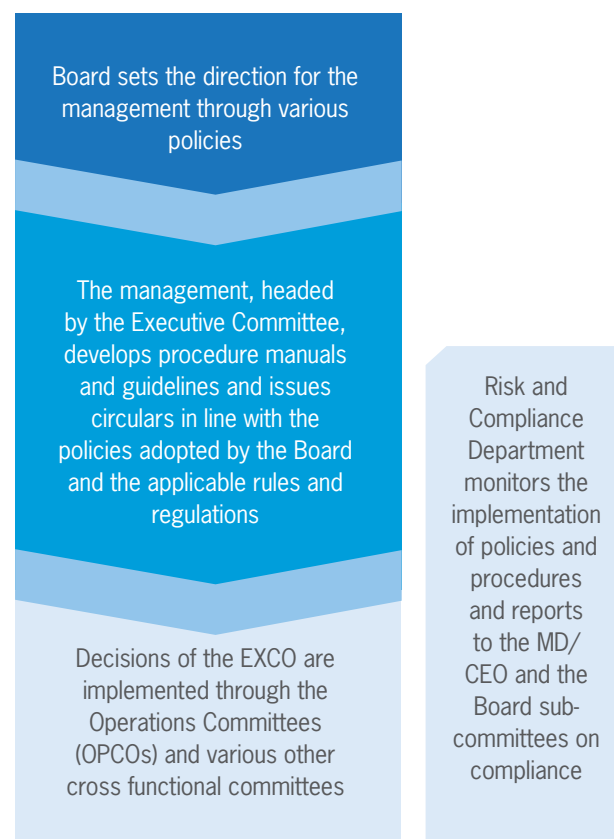 Board sets the direction for the
management through various
policies
The management, headed
by the Executive Committee,
develops procedure manuals
and guidelines and issues
circulars in line with the
policies adopted by the Board
and the applicable rules and
regulations
Decisions of the EXCO are
implemented through the
Operations Committees
(OPCOs) and various other
cross functional committees
Risk and
Compliance
Department
monitors the
implementation
of policies and
procedures
and reports
to the MD/
CEO and the
Board sub-
committees on
compliance